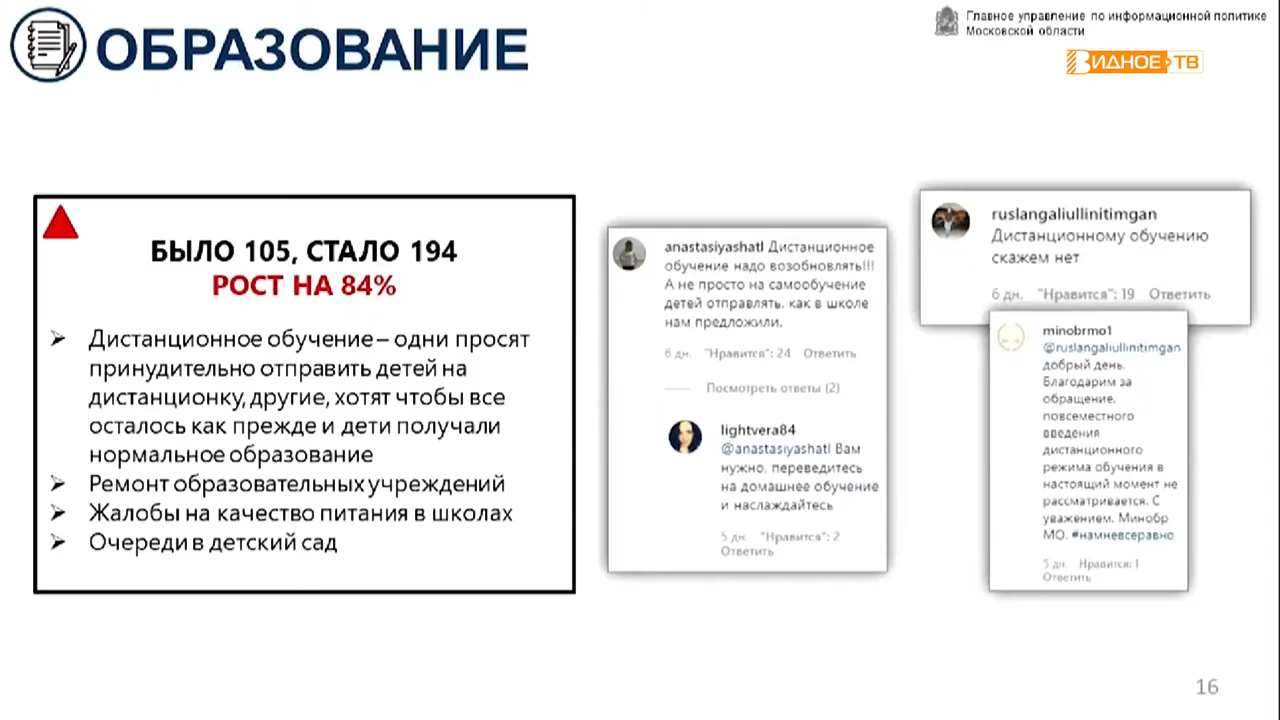 ОБРАЗОВАНИЕ
Главное управление по информационной политике
Московской области
ВИДНОЕ ТВ
БЫЛО 105, СТАЛО 194
РОСТ НА 84%
Дистанционное обучение – одни просят
принудительно отправить детей на
дистанционку, другие, хотят чтобы все
осталось как прежде и дети получали
нормальное образование
Ремонт образовательных учреждений
Жалобы на качество питания в школах
Очереди в детский сад
anastasiyashatl Дистанционное
обучение надо возобновлять!!!
А не просто на самообучение
детей отправлять. как в школе
нам предложили.
6 дн. "Нравится": 24 Ответить
Посмотреть ответы (2)
lightvera84
@anastasiyashatl Вам
нужно. переведитесь
на домашнее обучение
и наслаждайтесь
5 дн. "Нравится": 2
Ответить
ruslangaliullinitimgan
Дистанционному обучению
скажем нет
6 дн. "Нравится": 19 Ответить
minobrmo1
@ruslangaliullinitimgan
добрый день.
Благодарим за
обращение.
повсеместного
введения
дистанционного
режима обучения в
настоящий момент не
рассматривается. С
уважением. Минобр
МО. #намневсеравно
5 дн. Нравится: 1
Ответить
16